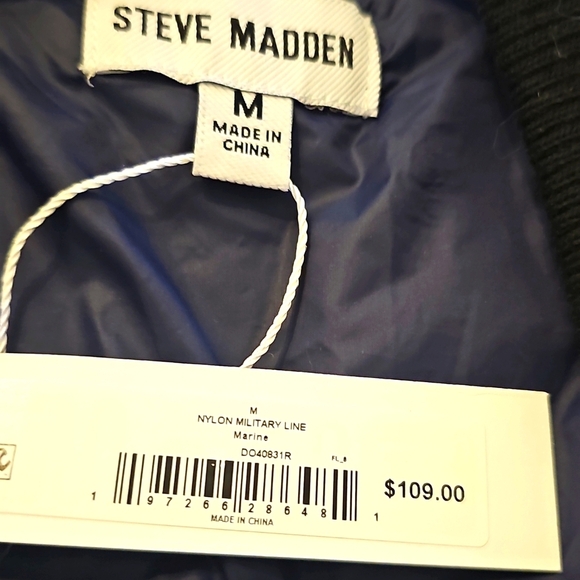 STEVE MADDEN
M
MADE IN
CHINA
M
NYLON MILITARY LINE
Marine
DO40831R FL_6
$109.00
1 97266 28648 1
MADE IN CHINA